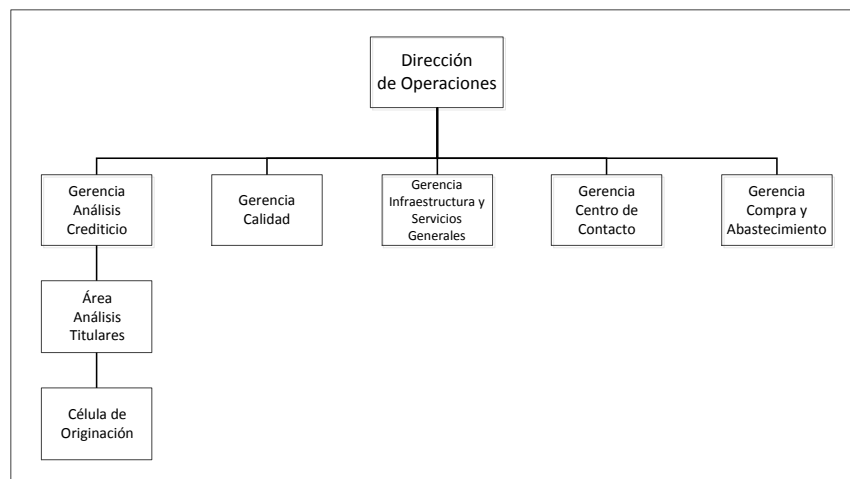 Dirección
de Operaciones
Gerencia
Análisis
Crediticio
Gerencia
Calidad
Gerencia
Infraestructura y
Servicios
Generales
Gerencia
Centro de
Contacto
Gerencia
Compra y
Abastecimiento
Área
Análisis
Titulares
Célula de
Originación